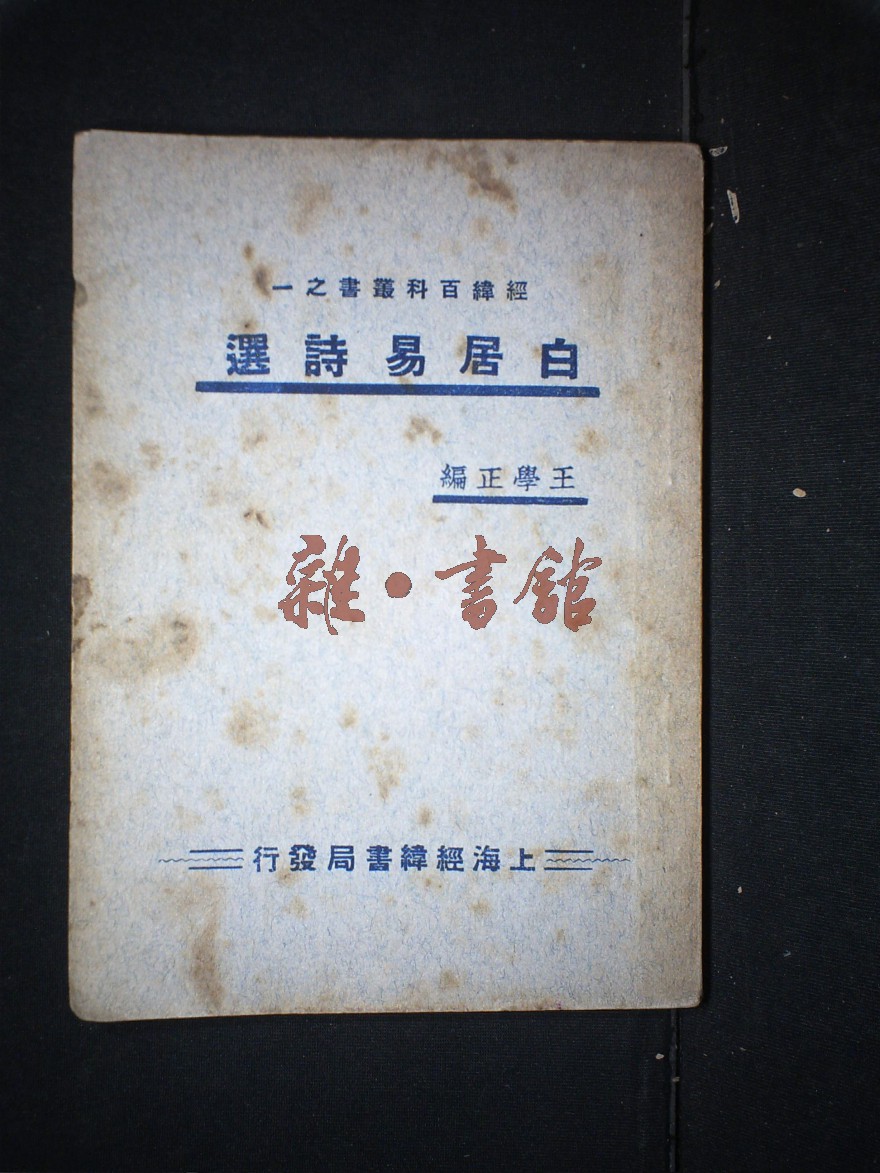 經緯百科叢書之一
白居易詩選
王學正編
雜•書館
上海經緯書局發行